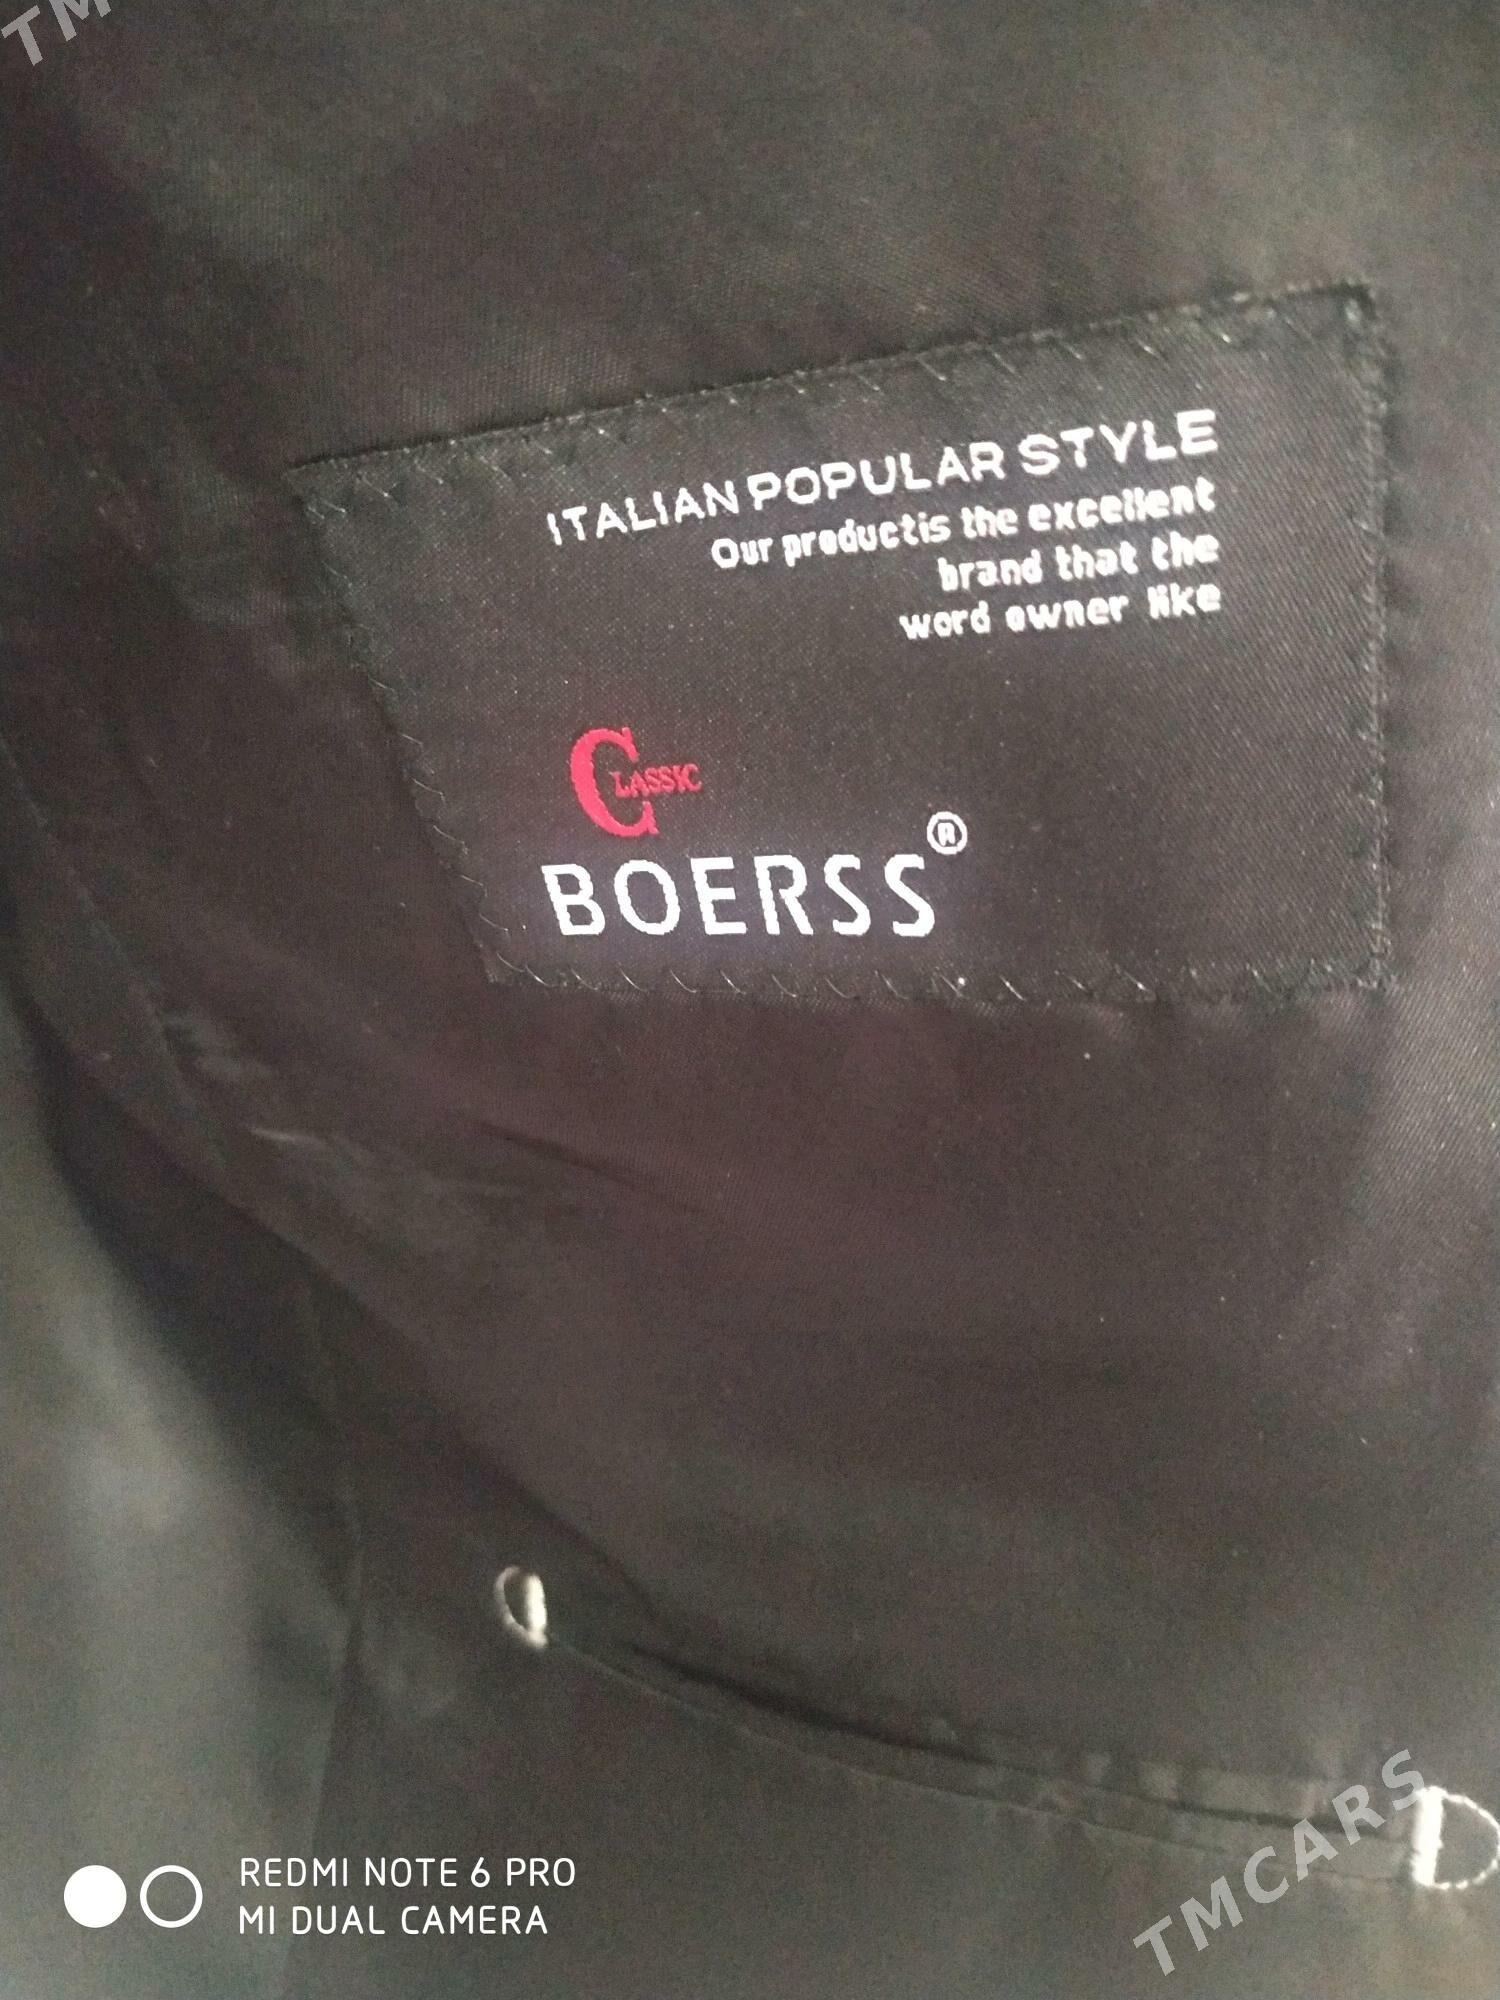 TM
ITALIAN POPULAR STYLE
Our productis the excellent
brand that the
word owner like
CLASSIC
BOERSS®
REDMI NOTE 6 PRO
MI DUAL CAMERA
TMCARS